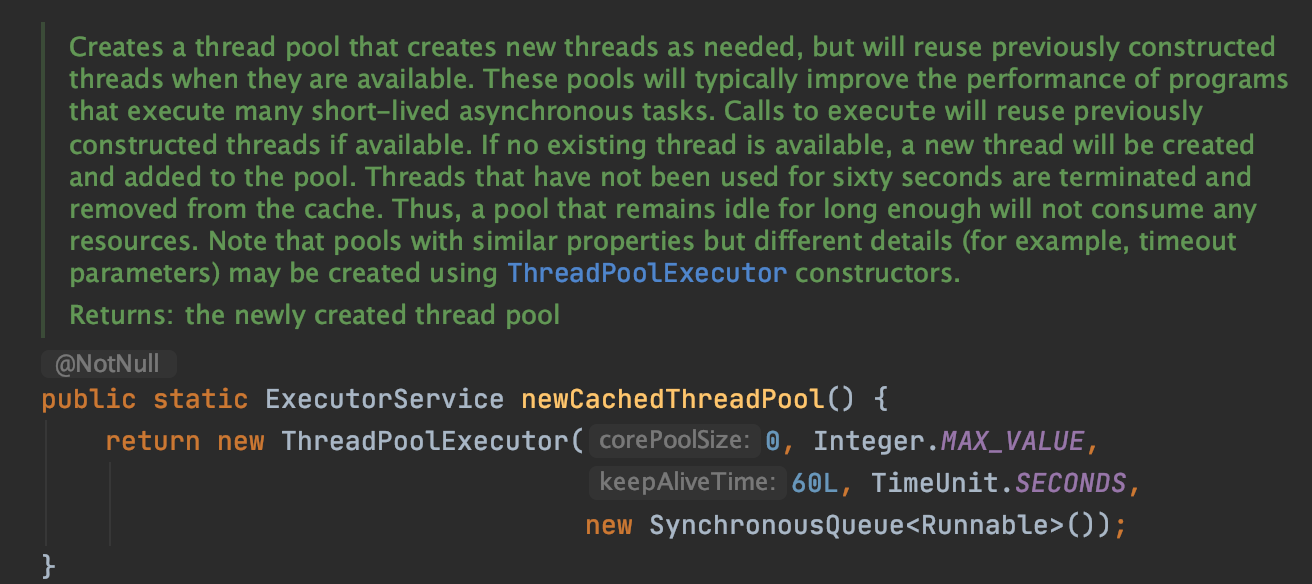 Creates a thread pool that creates new threads as needed, but will reuse previously constructed
threads when they are available. These pools will typically improve the performance of programs
that execute many short-lived asynchronous tasks. Calls to execute will reuse previously
constructed threads if available. If no existing thread is available, a new thread will be created
and added to the pool. Threads that have not been used for sixty seconds are terminated and
removed from the cache. Thus, a pool that remains idle for long enough will not consume any
resources. Note that pools with similar properties but different details (for example, timeout
parameters) may be created using ThreadPoolExecutor constructors.
Returns: the newly created thread pool
@NotNull
public static ExecutorService newCachedThreadPool() {
return new ThreadPoolExecutor( corePoolSize: 0, Integer.MAX_VALUE,
keepAliveTime: 60L, TimeUnit.SECONDS,
new SynchronousQueue<Runnable>());
}